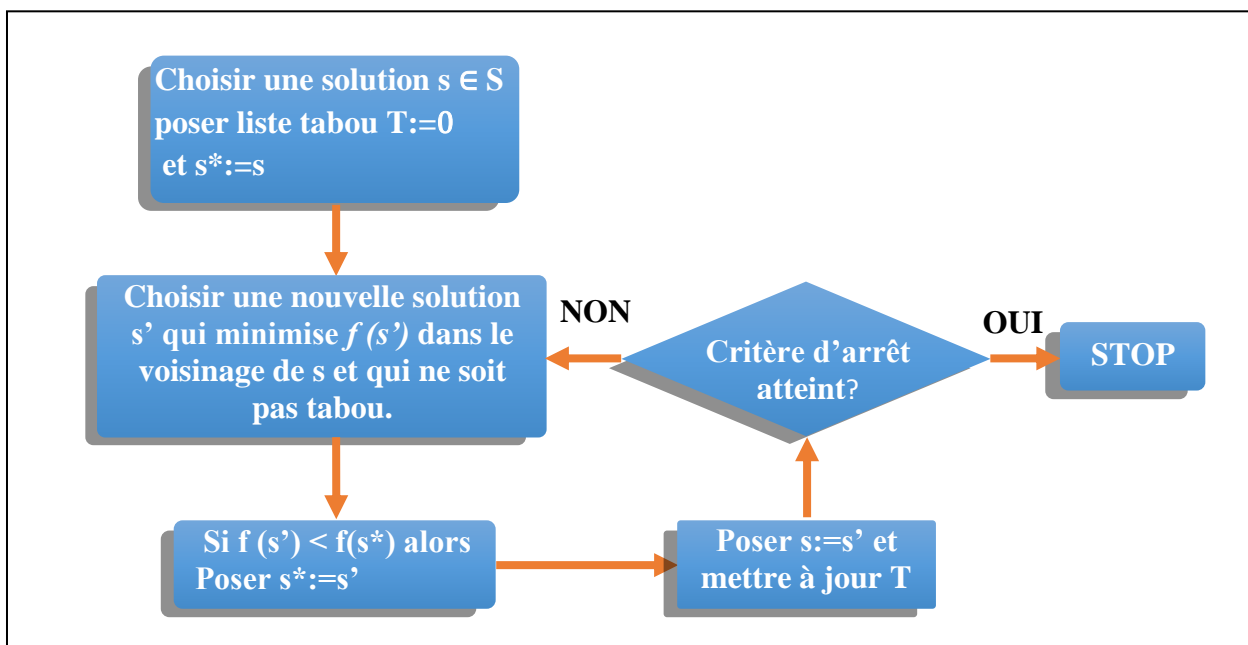 Choisir une solution s ∈ S
poser liste tabou T:=0
et s*:=s
Choisir une nouvelle solution
s’ qui minimise f (s’) dans le
voisinage de s et qui ne soit
pas tabou.
Si f (s’) < f(s*) alors
Poser s*:=s’
Poser s:=s’ et
mettre à jour T
Critère d’arrêt
atteint?
NON
OUI
STOP